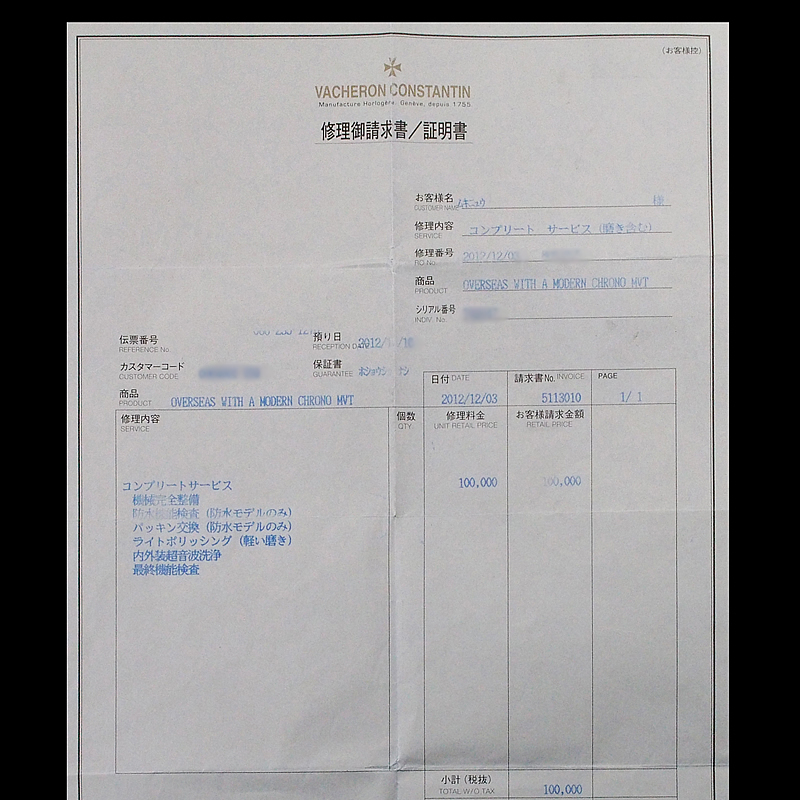 (お客様控)
VACHERON CONSTANTIN
Manufacture Horlogère. Genève, depuis 1755.
修理御請求書／証明書
お客様名 様
CUSTOMER NAME
修理内容 コンプリート サービス (磨き含む)
SERVICE
修理番号 2012/12/0
RO No.
商品 OVERSEAS WITH A MODERN CHRONO MVT
PRODUCT
シリアル番号
INDIV. No.
伝票番号 預り日 2012/ /10
REFERENCE No. RECEPTION DATE
カスタマーコード 保証書
CUSTOMER CODE GUARANTEE
商品 OVERSEAS WITH A MODERN CHRONO MVT
PRODUCT
日付 DATE 請求書No. INVOICE PAGE
2012/12/03 5113010 1/ 1
修理内容 個数 修理料金 お客様請求金額
SERVICE QTY. UNIT RETAIL PRICE RETAIL PRICE
コンプリートサービス 100,000 100,000
機械完全整備
防水機能検査 (防水モデルのみ)
パッキン交換 (防水モデルのみ)
ライトポリッシング (軽い磨き)
内外装超音波洗浄
最終機能検査
小計 (税抜)
TOTAL W/O TAX 100,000